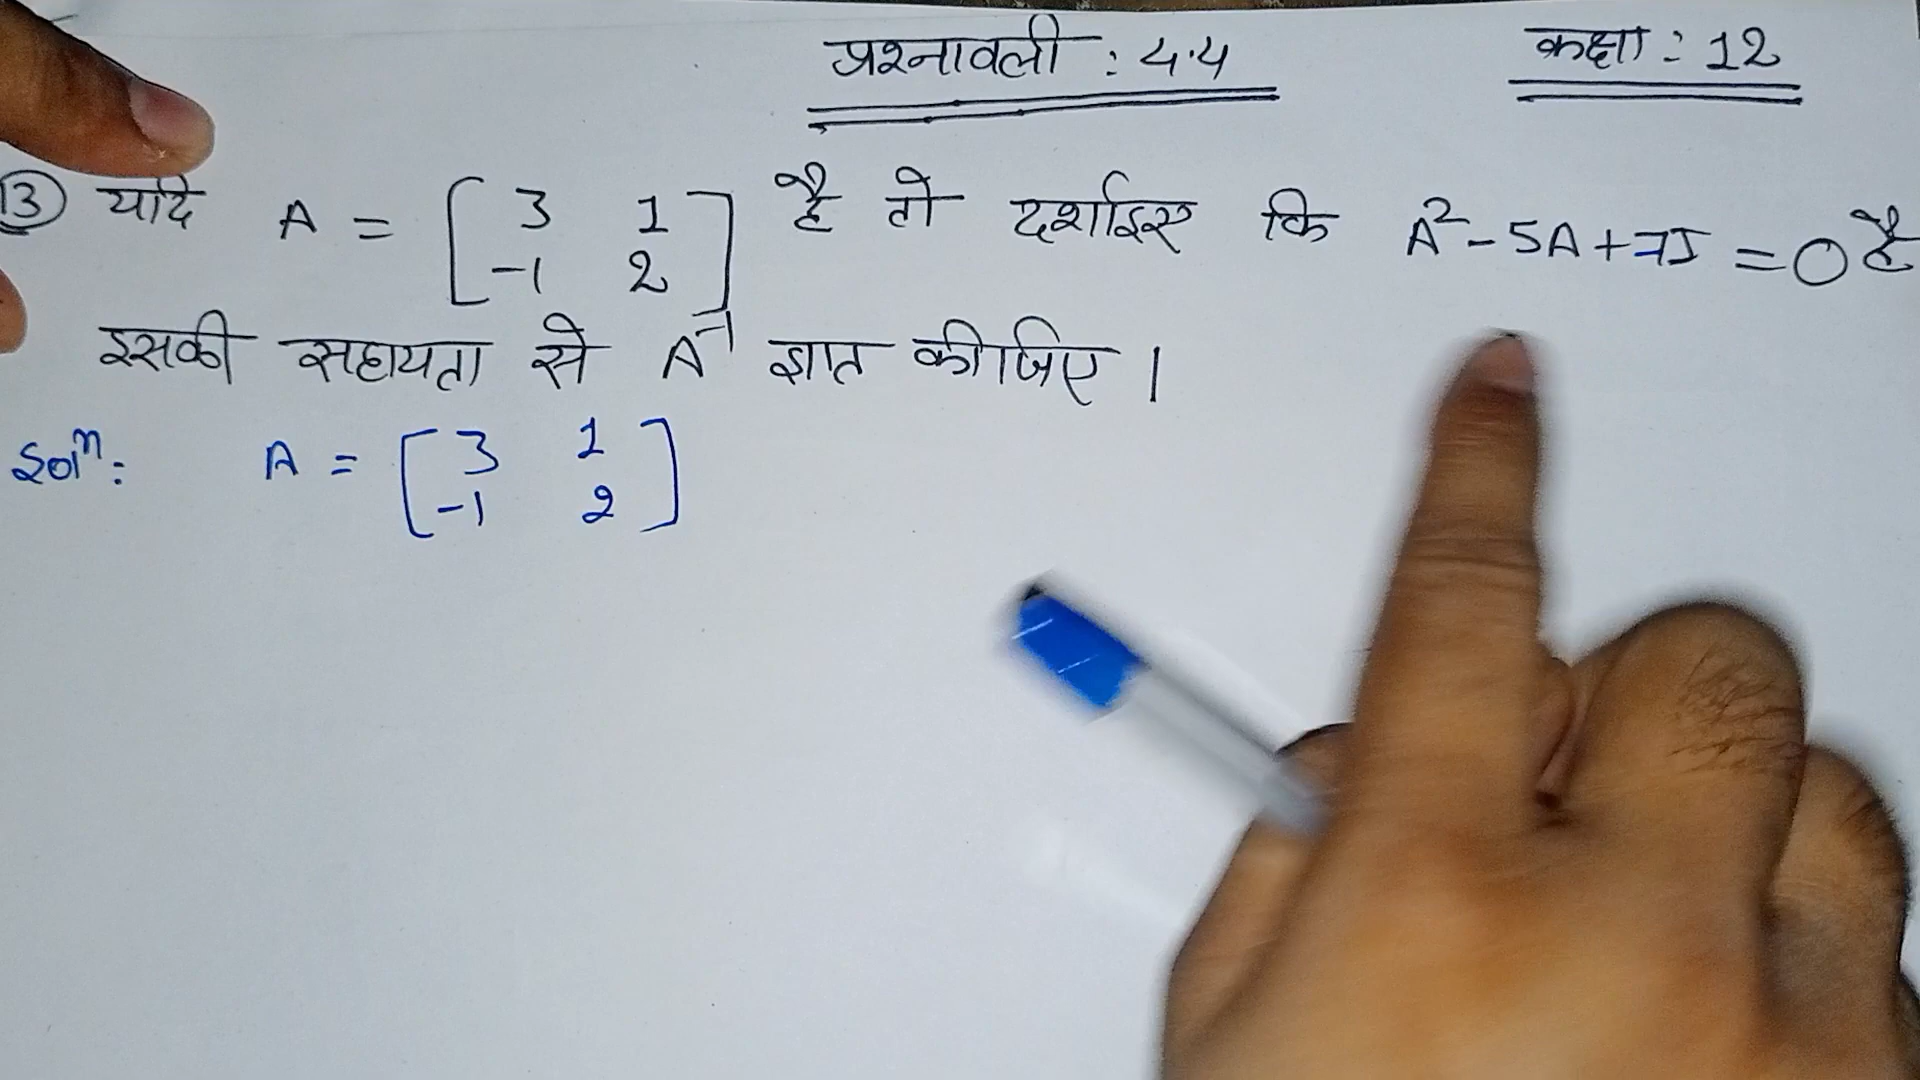 प्रश्नावली : 4.4 कक्षा : 12
13 यदि A = [ 3 1 -1 2 ] है तो दर्शाइए कि A² - 5A + 7I = 0 है
इसकी सहायता से A⁻¹ ज्ञात कीजिए।
Solⁿ: A = [ 3 1 -1 2 ]